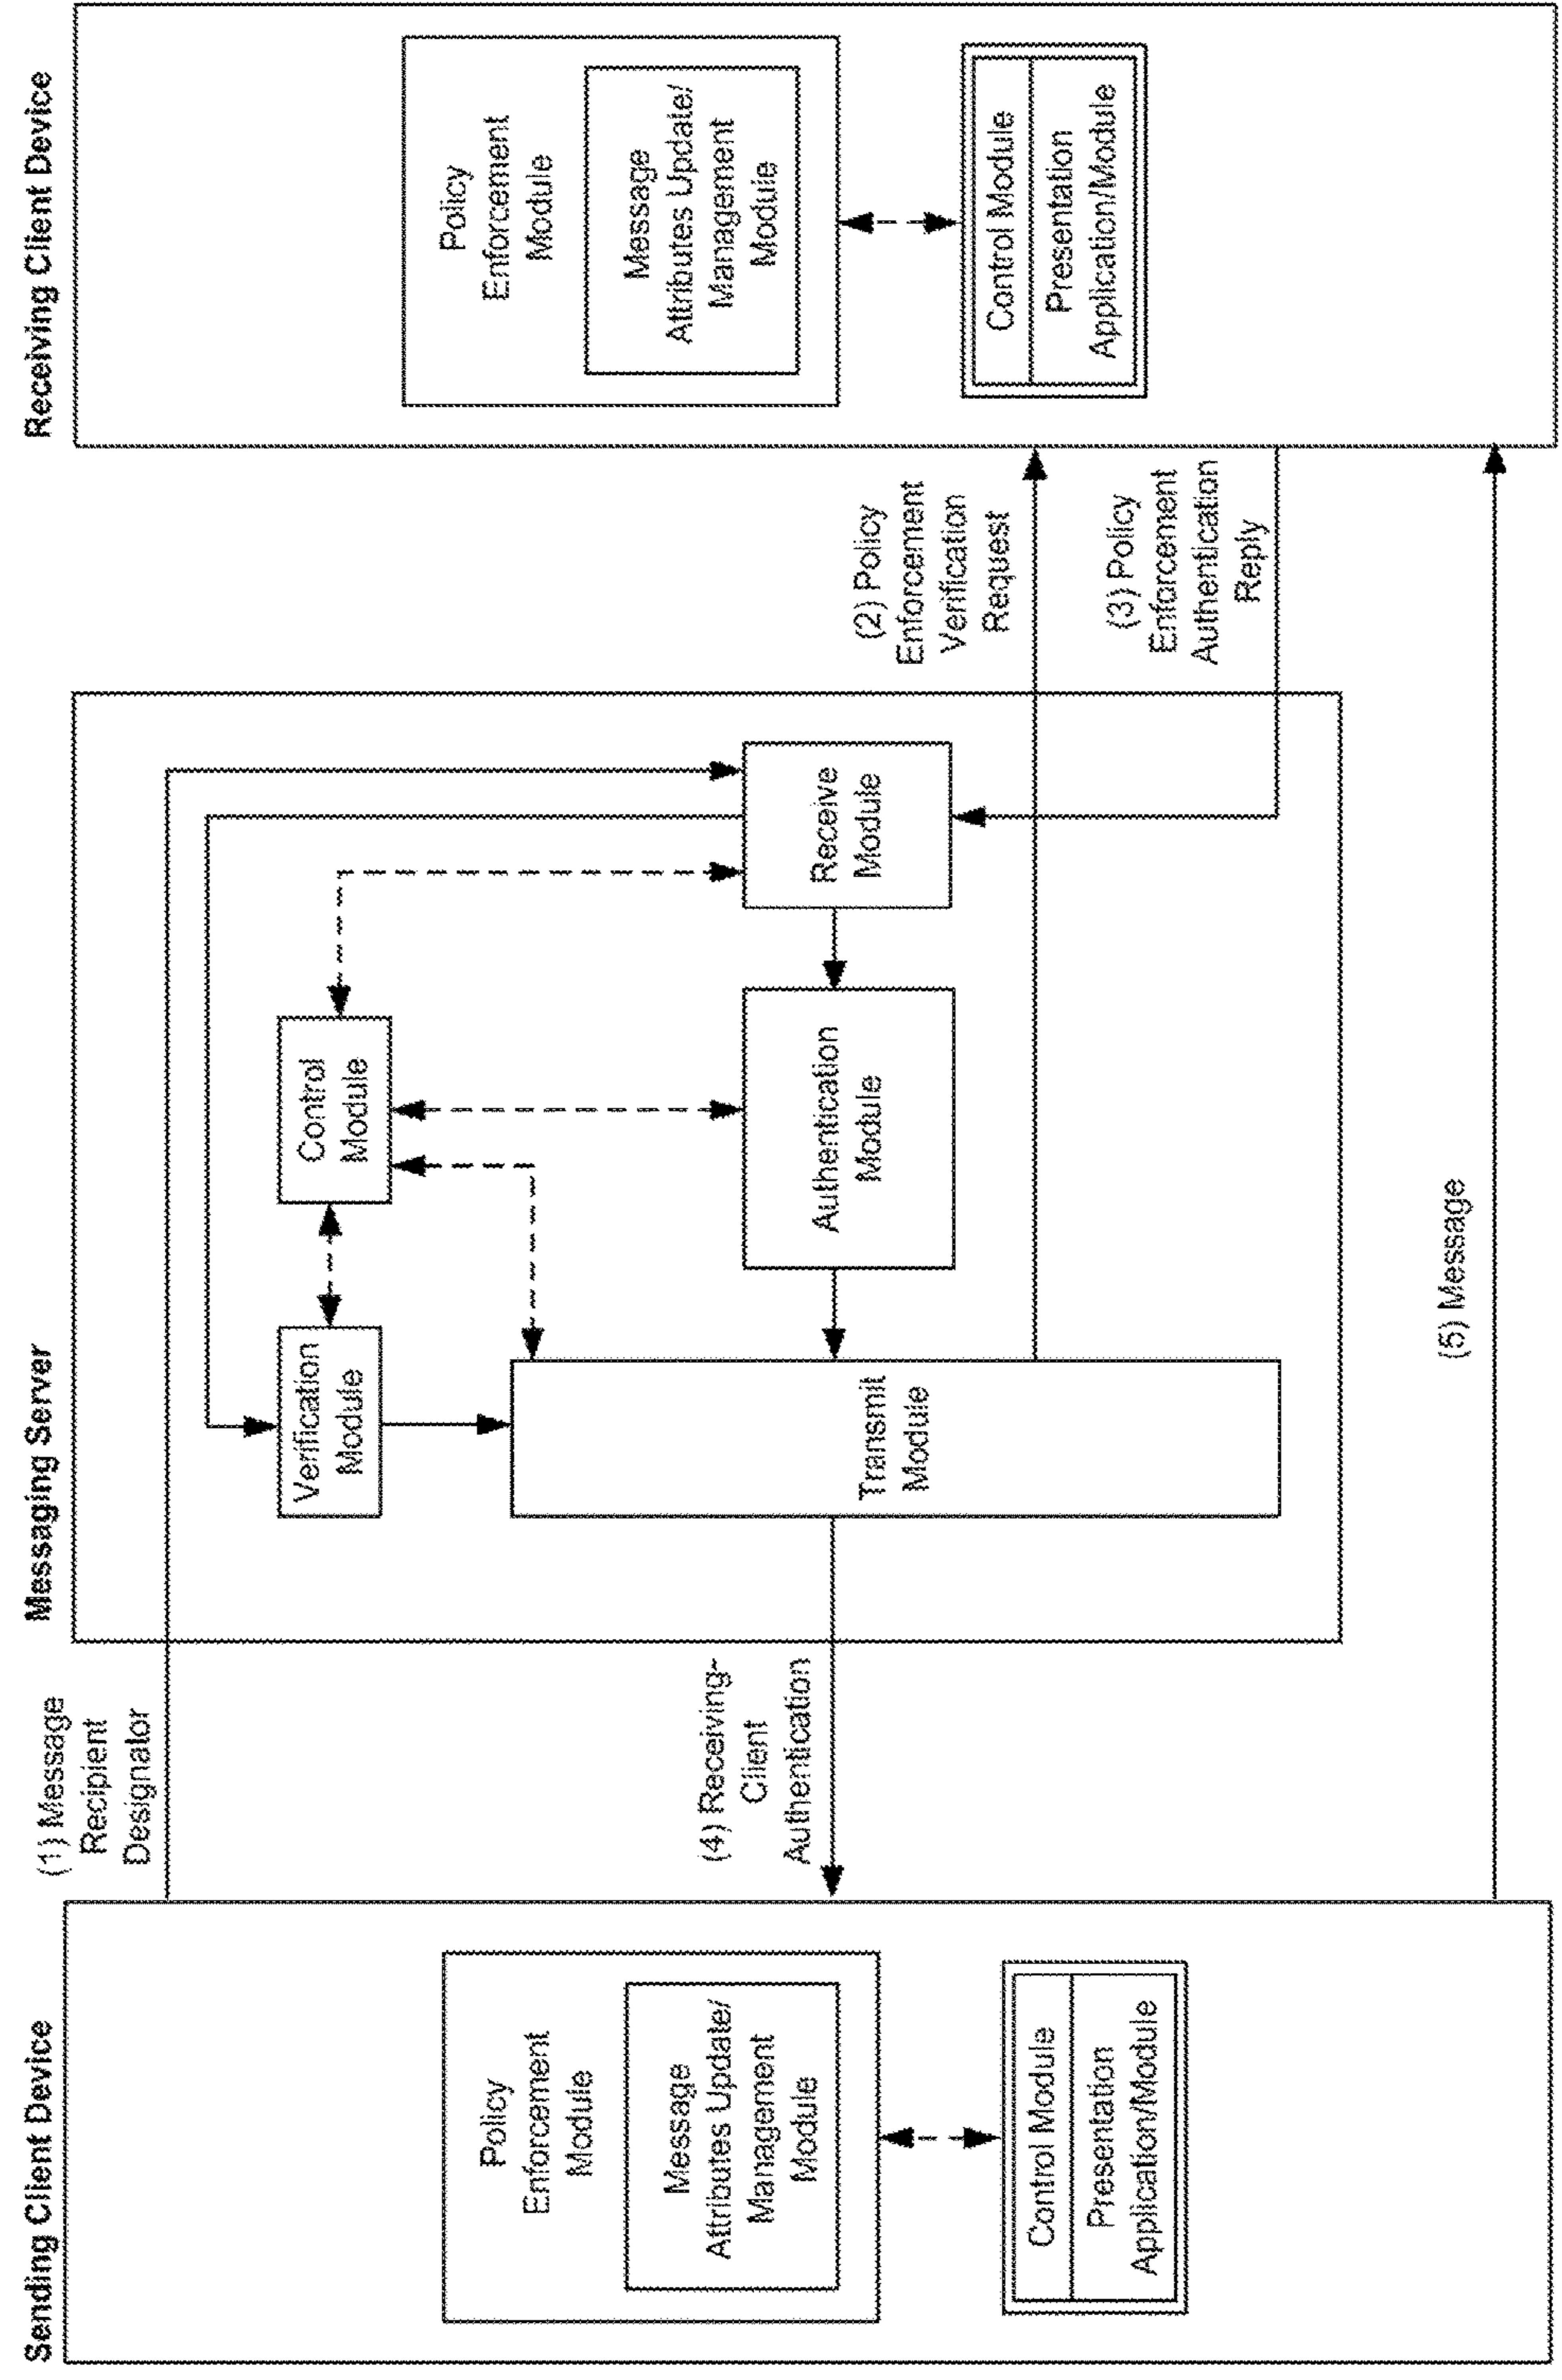 Sending Client Device
Policy
Enforcement
Module
Message
Attributes Update/
Management
Module
Control Module
Presentation
Application/Module
(1) Message
Recipient
Designator
(4) Receiving-
Client
Authentication
Messaging Server
Verification
Module
Control
Module
Transmit
Module
Authentication
Module
Receive
Module
(5) Message
(2) Policy
Enforcement
Verification
Request
(3) Policy
Enforcement
Authentication
Reply
Receiving Client Device
Policy
Enforcement
Module
Message
Attributes Update/
Management
Module
Control Module
Presentation
Application/Module